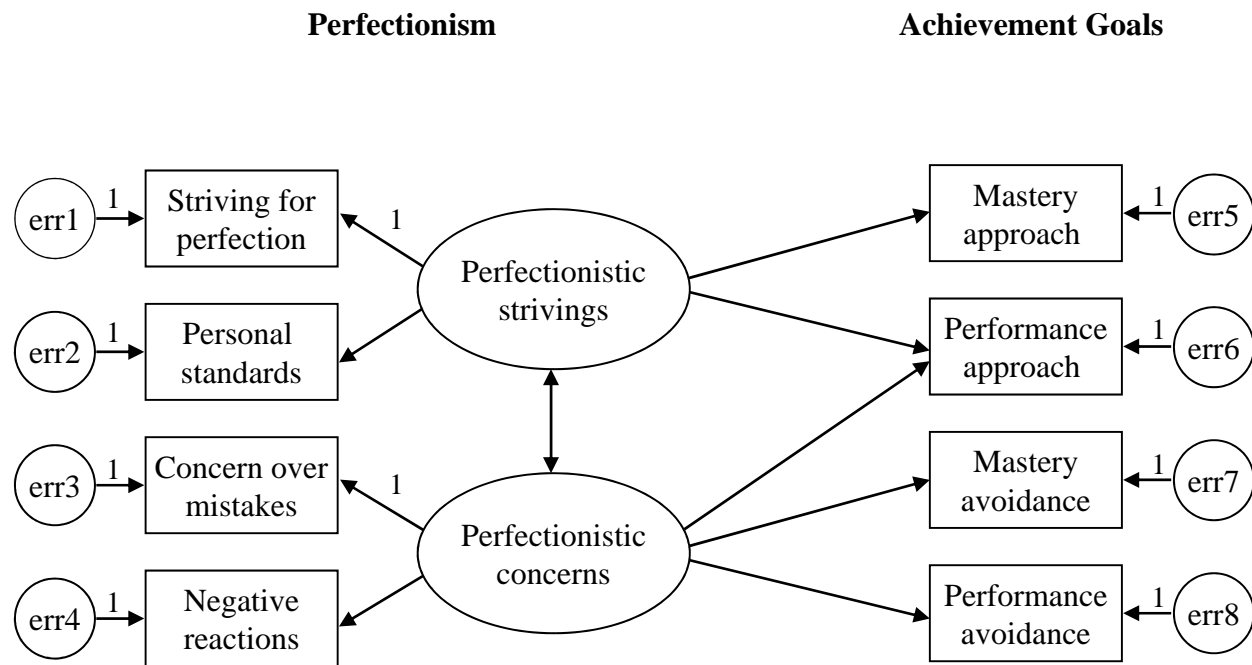 Perfectionism
Achievement Goals
err1
1
Striving for
perfection
1
Perfectionistic
strivings
Mastery
approach
1
err5
err2
1
Personal
standards
Performance
approach
1
err6
err3
1
Concern over
mistakes
1
Perfectionistic
concerns
Mastery
avoidance
1
err7
err4
1
Negative
reactions
Performance
avoidance
1
err8